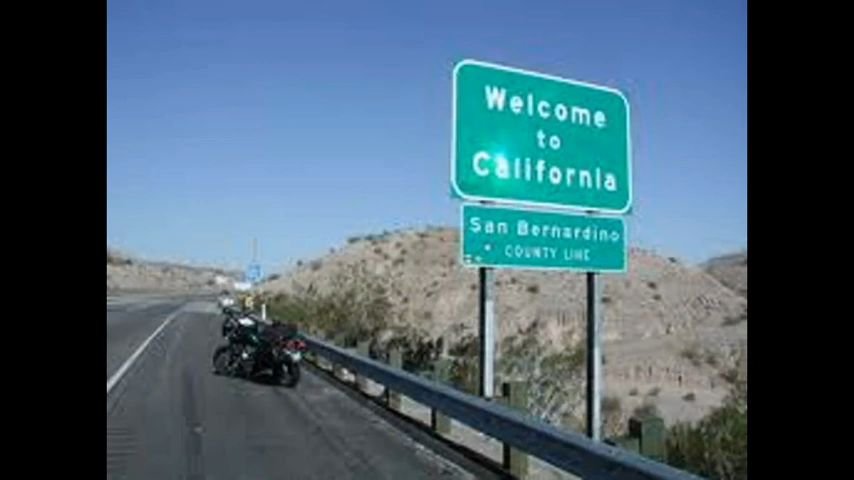 Welcome
to
California
San Bernardino
COUNTY LINE